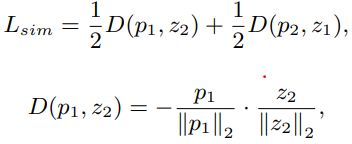 L_{sim} = \frac{1}{2} D(p_1, z_2) + \frac{1}{2} D(p_2, z_1),
D(p_1, z_2) = - \frac{p_1}{\|p_1\|_2} \cdot \frac{z_2}{\|z_2\|_2},